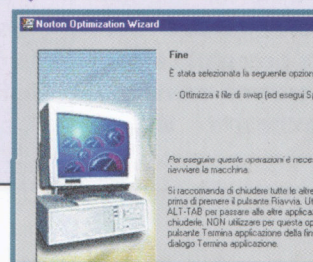 Norton Optimization Wizard
Fine
È stata selezionata la seguente opzion
- Ottimizza il file di swap (ed esegui S
Per eseguire queste operazioni è nece
riavviare la macchina.
Si raccomanda di chiudere tutte le altre
prima di premere il pulsante Riavvia. Ut
ALT-TAB per passare alle altre applica
chiuderle. NON utilizzare per questa op
pulsante Termina applicazione della fin
dialogo Termina applicazione.